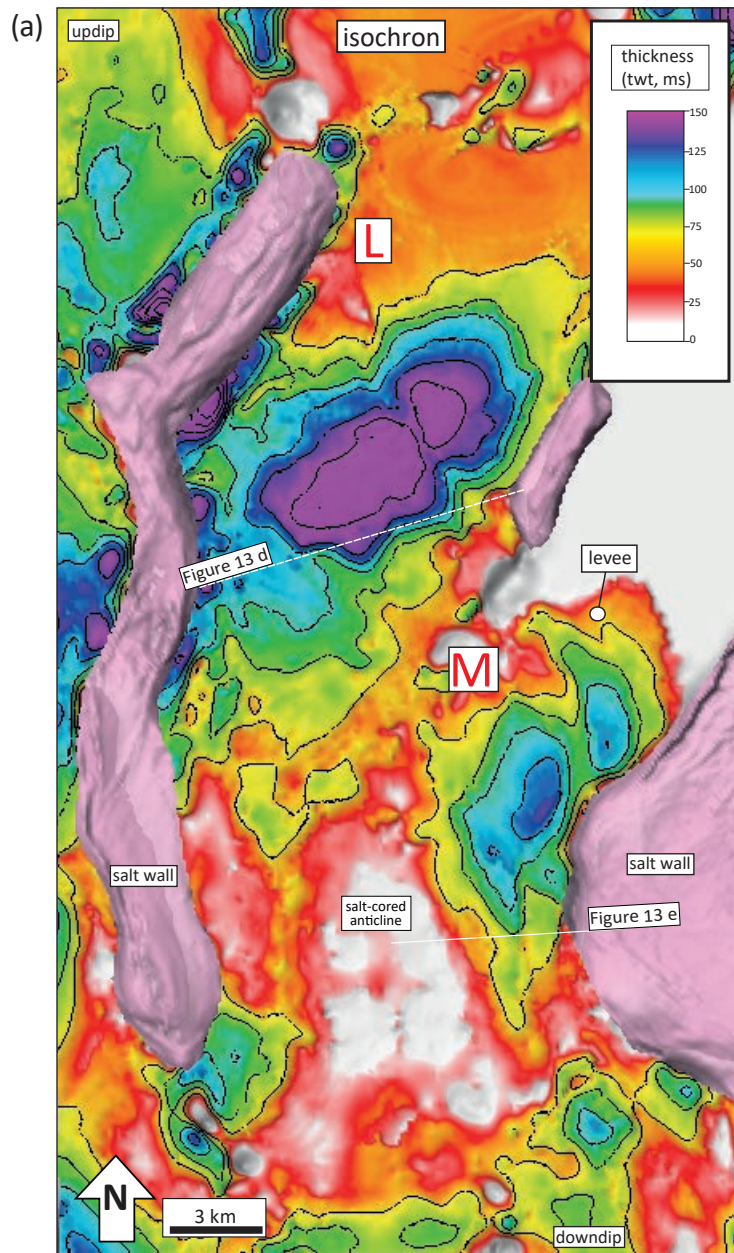 (a)
updip
isochron
thickness
(twt, ms)
150
125
100
75
50
25
0
L
Figure 13 d
levee
M
salt wall
salt wall
salt-cored
anticline
Figure 13 e
N
3 km
downdip